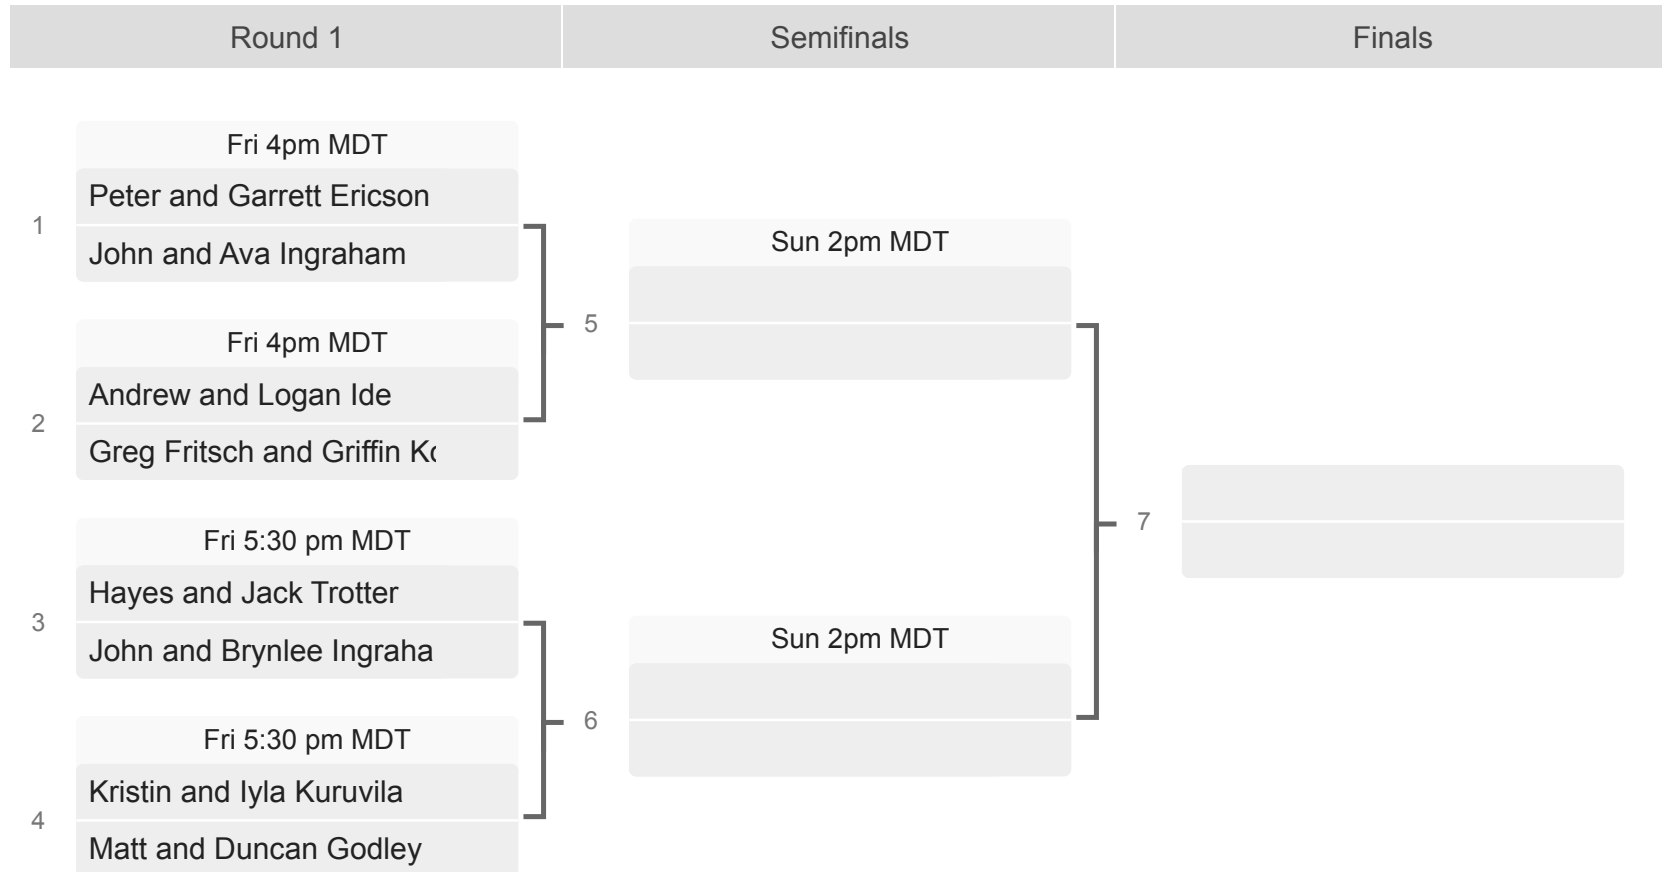 Round 1
Semifinals
Finals
Fri 4pm MDT
Peter and Garrett Ericson
1
John and Ava Ingraham
Fri 4pm MDT
Andrew and Logan Ide
2
Greg Fritsch and Griffin
Fri 5:30 pm MDT
Hayes and Jack Trotter
3
John and Brynlee Ingraha
Fri 5:30 pm MDT
Kristin and Iyla Kuruvila
4
Matt and Duncan Godley
Sun 2pm MDT
5
Sun 2pm MDT
6
7